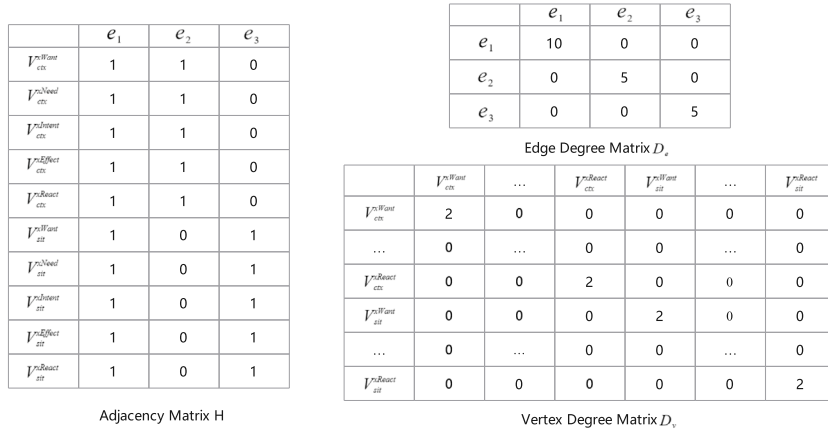 e₁ e₂ e₃
V_ctx^xWant 1 1 0
V_ctx^xNeed 1 1 0
V_ctx^xIntent 1 1 0
V_ctx^xEffect 1 1 0
V_ctx^xReact 1 1 0
V_sit^xWant 1 0 1
V_sit^xNeed 1 0 1
V_sit^xIntent 1 0 1
V_sit^xEffect 1 0 1
V_sit^xReact 1 0 1
Adjacency Matrix H
e₁ e₂ e₃
e₁ 10 0 0
e₂ 0 5 0
e₃ 0 0 5
Edge Degree Matrix D_e
V_ctx^xWant ... V_ctx^xReact V_sit^xWant ... V_sit^xReact
V_ctx^xWant 2 0 0 0 0 0
... 0 ... 0 0 ... 0
V_ctx^xReact 0 0 2 0 0 0
V_sit^xWant 0 0 0 2 0 0
... 0 ... 0 0 ... 0
V_sit^xReact 0 0 0 0 0 2
Vertex Degree Matrix D_v